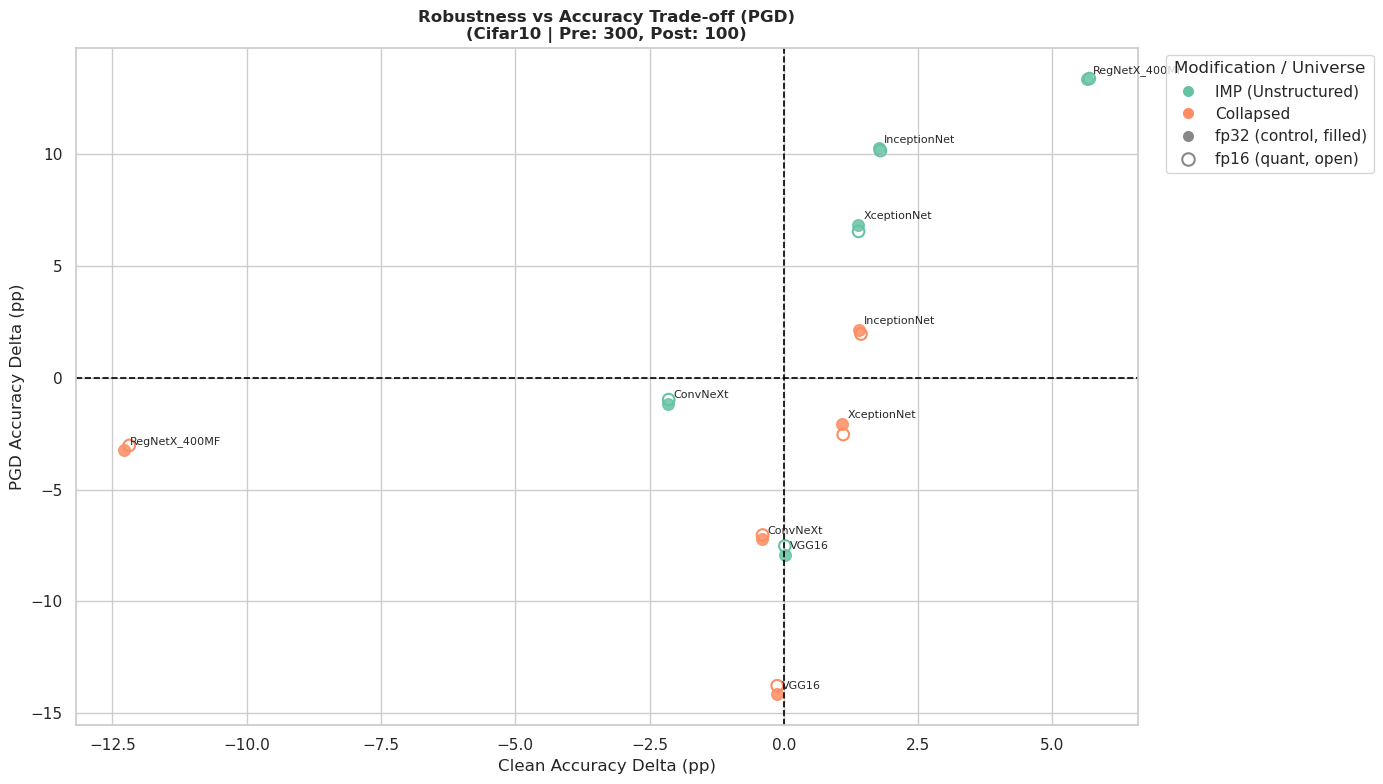 Robustness vs Accuracy Trade-off (PGD)
(Cifar10 | Pre: 300, Post: 100)
RegNetX_400M
Modification / Universe
IMP (Unstructured)
Collapsed
fp32 (control, filled)
fp16 (quant, open)
InceptionNet
XceptionNet
InceptionNet
ConvNeXt
XceptionNet
RegNetX_400MF
ConvNeXt
VGG16
VGG16
10
5
0
−5
−10
−15
PGD Accuracy Delta (pp)
−12.5
−10.0
−7.5
−5.0
−2.5
0.0
2.5
5.0
Clean Accuracy Delta (pp)